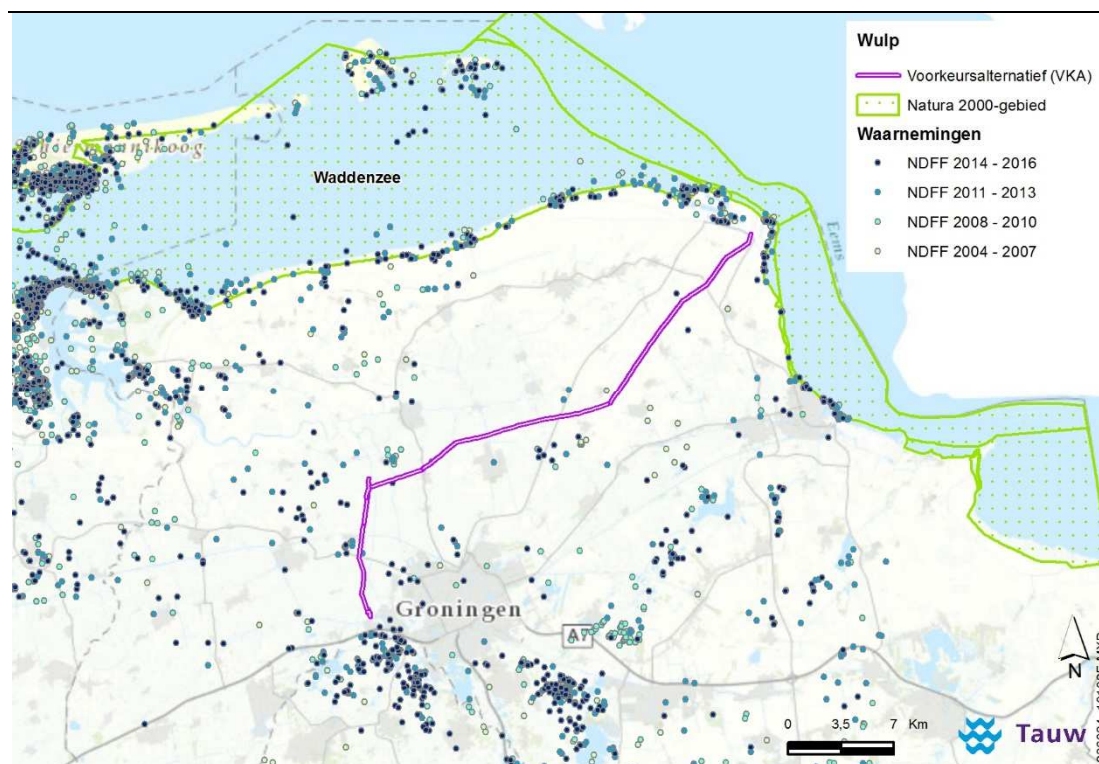 Wulp
Voorkeursalternatief (VKA)
Natura 2000-gebied
Waarnemingen
NDFF 2014 - 2016
NDFF 2011 - 2013
NDFF 2008 - 2010
NDFF 2004 - 2007
Waddenzee
Eems
Groningen
A7
N
0 3,5 7 Km
Tauw